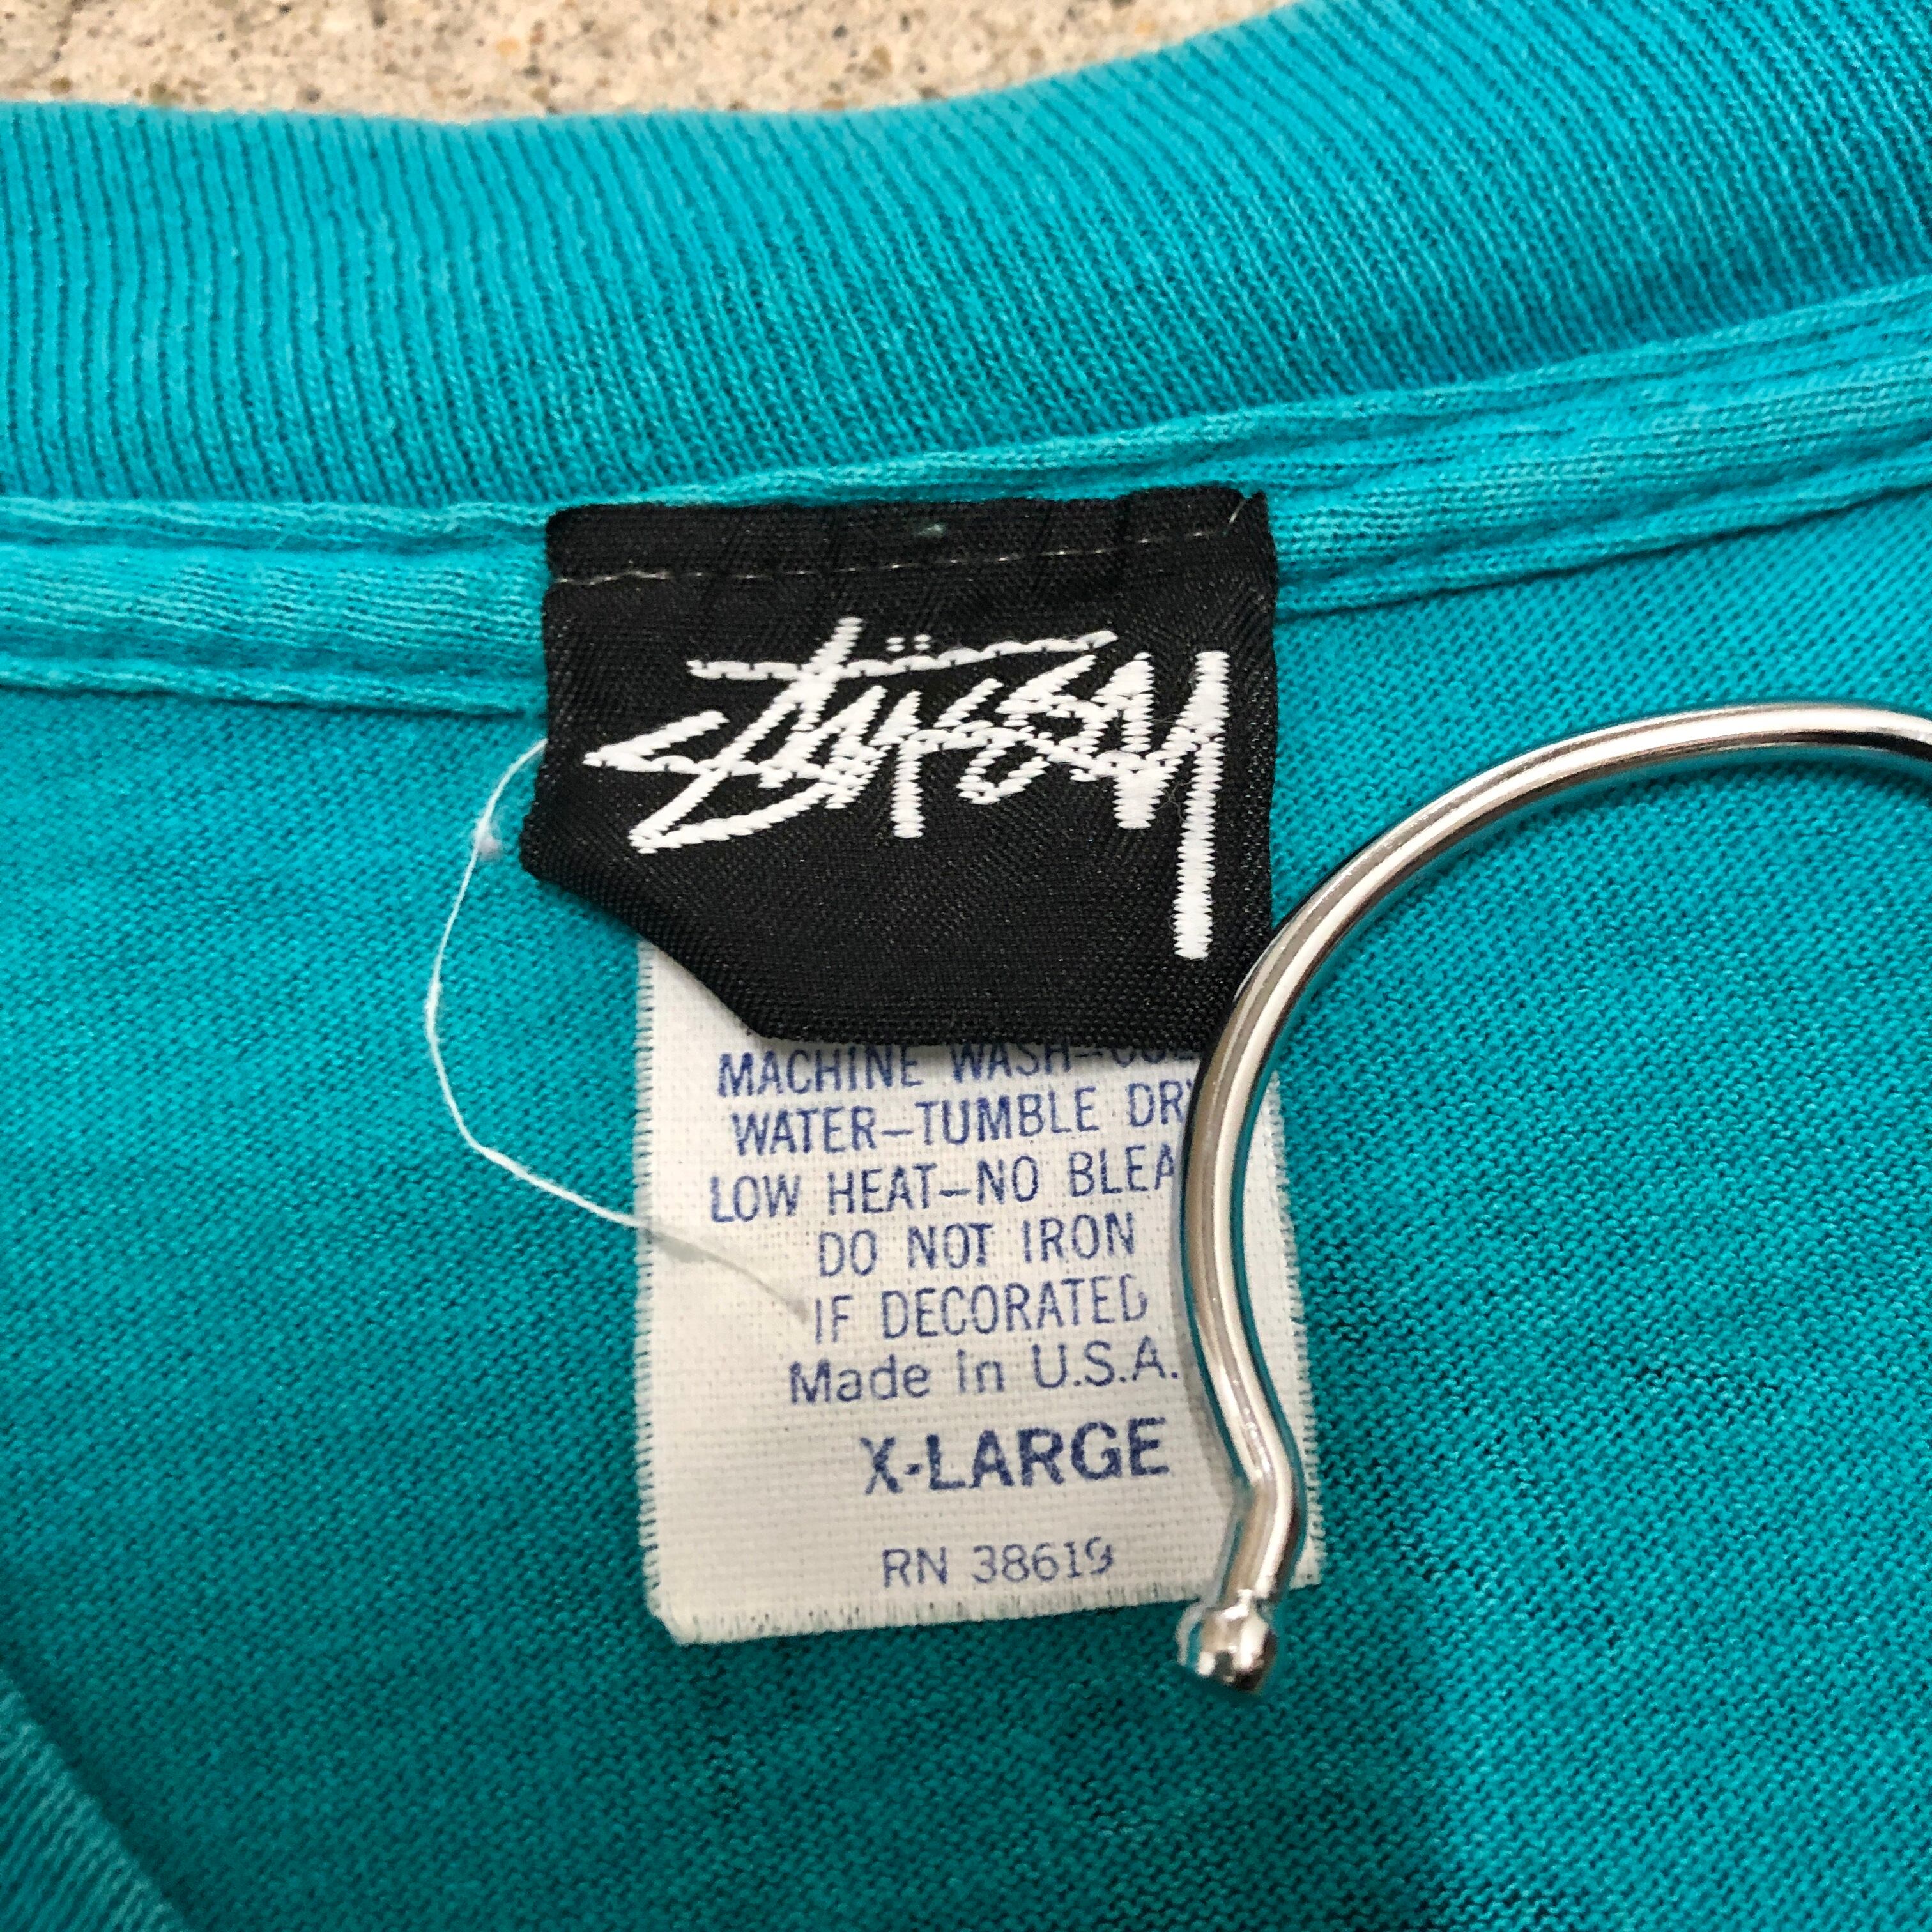 Stüssy
MACHINE WASH–
WATER–TUMBLE DRY
LOW HEAT–NO BLEA
DO NOT IRON
IF DECORATED
Made in U.S.A.
X-LARGE
RN 38619